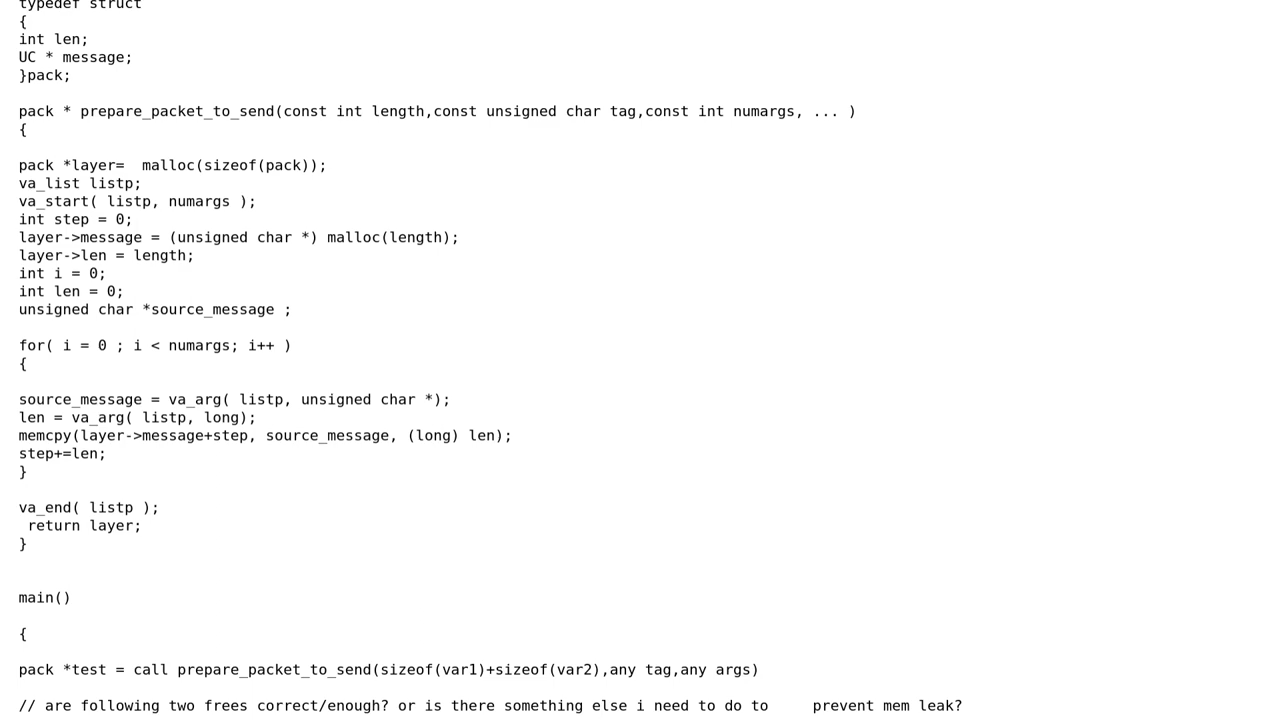 typedef struct
{
int len;
UC * message;
}pack;
pack * prepare_packet_to_send(const int length,const unsigned char tag,const int numargs, ... )
{
pack *layer=  malloc(sizeof(pack));
va_list listp;
va_start( listp, numargs );
int step = 0;
layer->message = (unsigned char *) malloc(length);
layer->len = length;
int i = 0;
int len = 0;
unsigned char *source_message ;
for( i = 0 ; i < numargs; i++ )
{
source_message = va_arg( listp, unsigned char *);
len = va_arg( listp, long);
memcpy(layer->message+step, source_message, (long) len);
step+=len;
}
va_end( listp );
 return layer;
}
main()
{
pack *test = call prepare_packet_to_send(sizeof(var1)+sizeof(var2),any tag,any args)
// are following two frees correct/enough? or is there something else i need to do to     prevent mem leak?